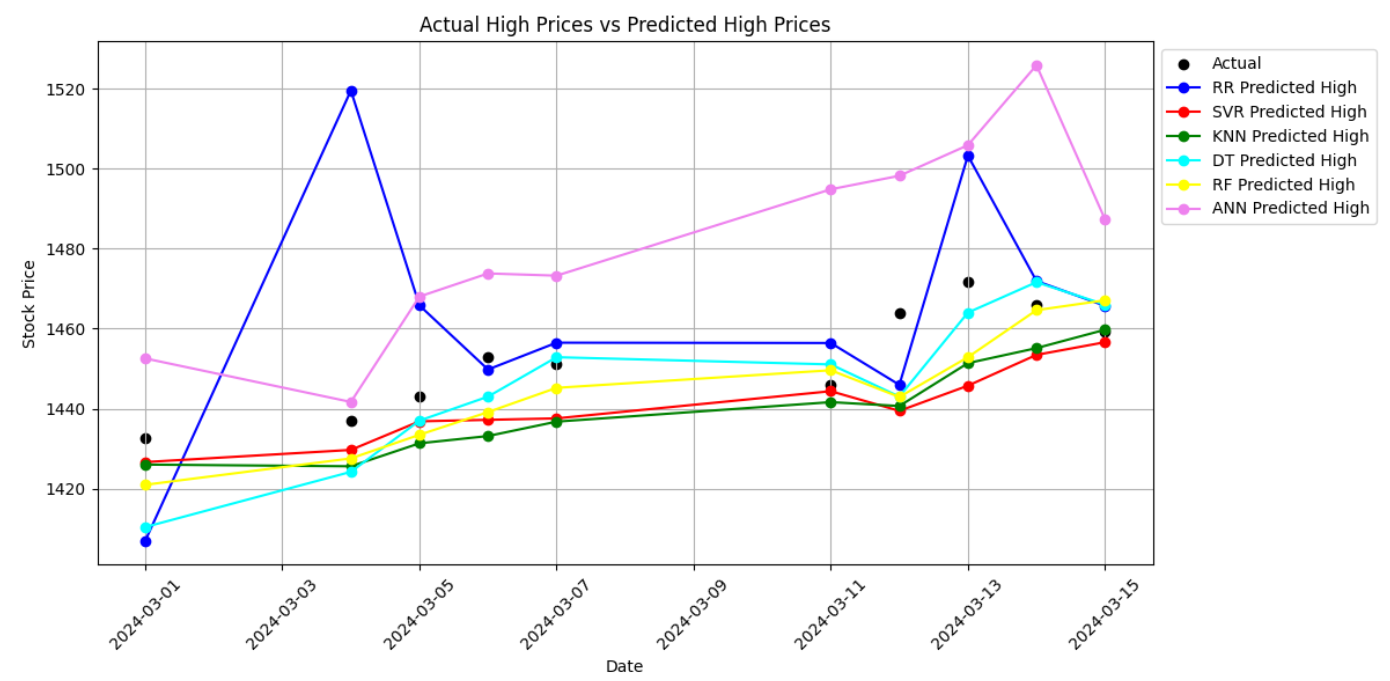 Actual High Prices vs Predicted High Prices
Stock Price
1520
1500
1480
1460
1440
1420
2024-03-01
2024-03-03
2024-03-05
2024-03-07
2024-03-09
2024-03-11
2024-03-13
2024-03-15
Date
Actual
RR Predicted High
SVR Predicted High
KNN Predicted High
DT Predicted High
RF Predicted High
ANN Predicted High